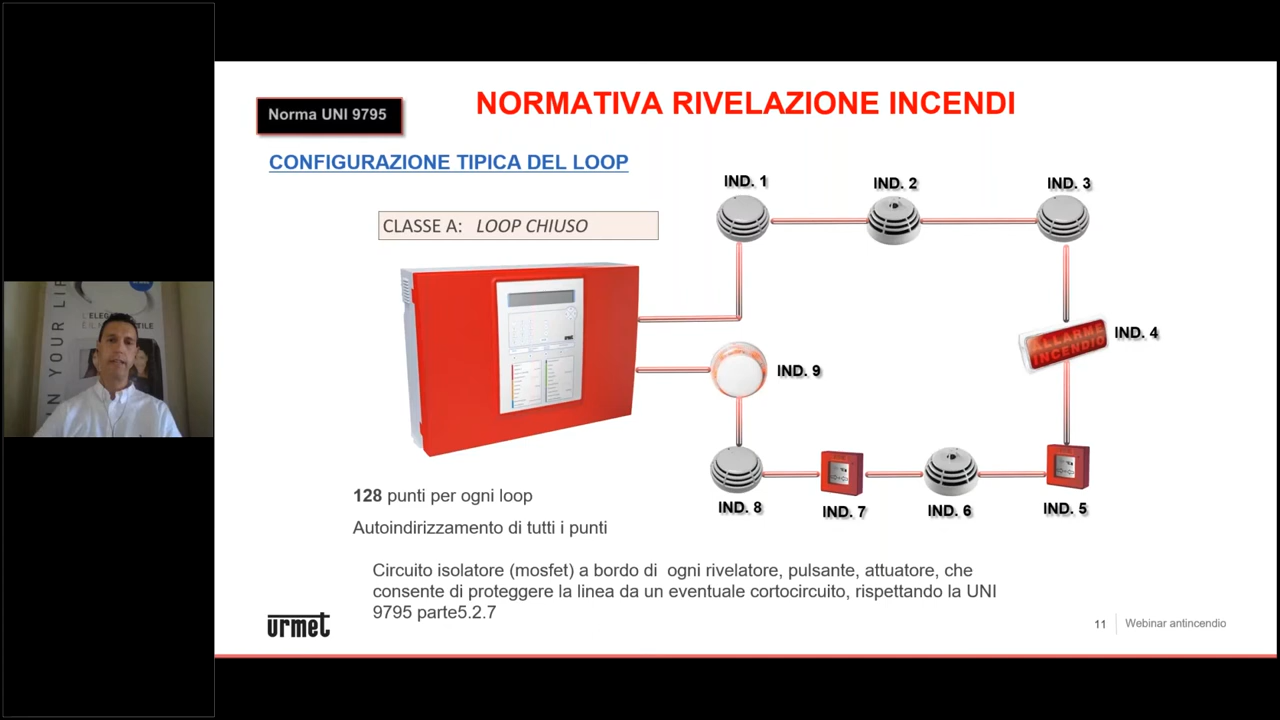 Norma UNI 9795
NORMATIVA RIVELAZIONE INCENDI
CONFIGURAZIONE TIPICA DEL LOOP
CLASSE A: LOOP CHIUSO
IND. 1
IND. 2
IND. 3
ALLARME
INCENDIO
IND. 4
IND. 9
IND. 8
IND. 7
IND. 6
IND. 5
urmet
128 punti per ogni loop
Autoindirizzamento di tutti i punti
Circuito isolatore (mosfet) a bordo di ogni rivelatore, pulsante, attuatore, che
consente di proteggere la linea da un eventuale cortocircuito, rispettando la UNI
9795 parte5.2.7
urmet
11
Webinar antincendio